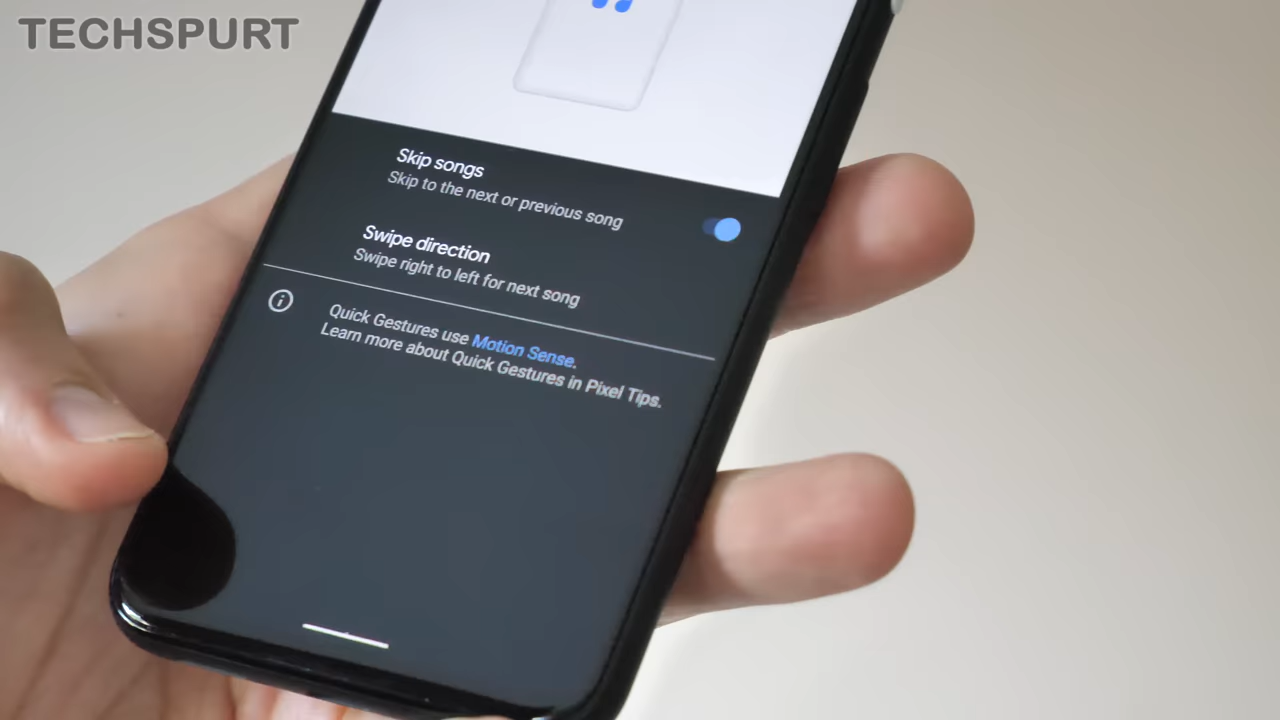 TECHSPURT
Skip songs
Skip to the next or previous song
Swipe direction
Swipe right to left for next song
Quick Gestures use Motion Sense.
Learn more about Quick Gestures in Pixel Tips.